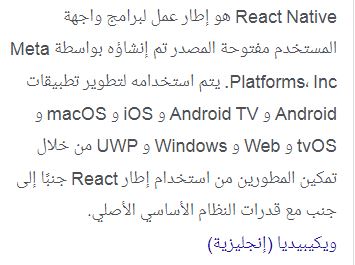 React Native هو إطار عمل لبرامج واجهة
المستخدم مفتوحة المصدر تم إنشاؤه بواسطة Meta
Platforms، Inc. يتم استخدامه لتطوير تطبيقات
Android و Android TV و iOS و macOS و
tvOS و Web و Windows و UWP من خلال
تمكين المطورين من استخدام إطار React جنبًا إلى
جنب مع قدرات النظام الأساسي الأصلي.
ويكيبيديا (إنجليزية)